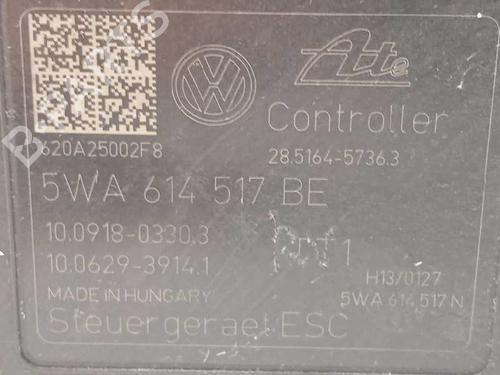 VW Ate
Controller
620A25002F8
28.5164-5736.3
5WA 614 517 BE
10.0918-0330.3
10.0629-3914.1
H13/0127
MADE IN HUNGARY
5WA 614 517 N
Steuergeraet ESC